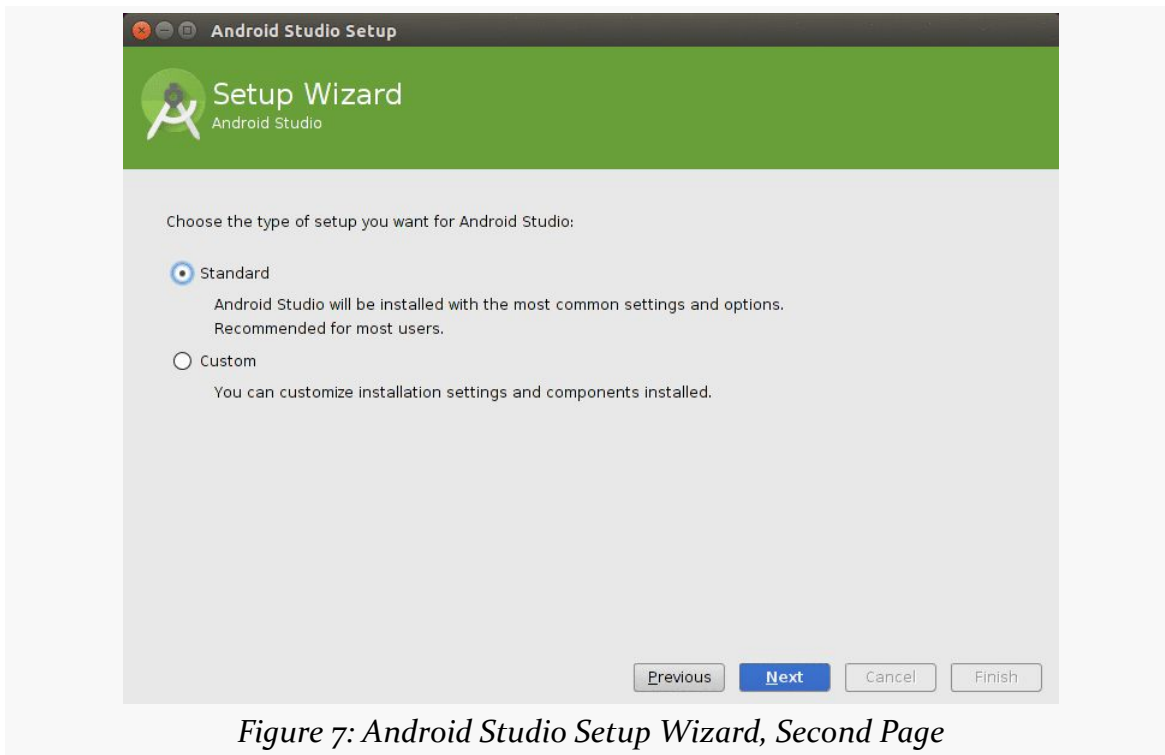 Android Studio Setup
Setup Wizard
Android Studio
Choose the type of setup you want for Android Studio:
Standard
Android Studio will be installed with the most common settings and options.
Recommended for most users.
Custom
You can customize installation settings and components installed.
Previous Next Cancel Finish
Figure 7: Android Studio Setup Wizard, Second Page